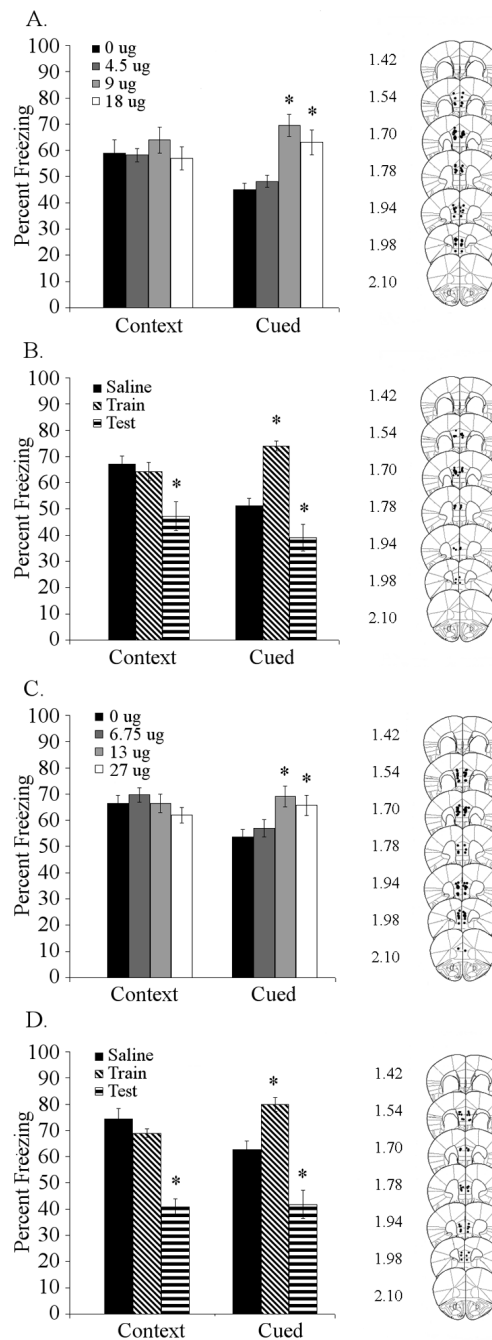 A.
100
90
80
70
60
50
40
30
20
10
0
Percent Freezing
0 ug
4.5 ug
9 ug
18 ug
* *
Context Cued
1.42
1.54
1.70
1.78
1.94
1.98
2.10
B.
100
90
80
70
60
50
40
30
20
10
0
Percent Freezing
Saline
Train
Test
* * *
Context Cued
1.42
1.54
1.70
1.78
1.94
1.98
2.10
C.
100
90
80
70
60
50
40
30
20
10
0
Percent Freezing
0 ug
6.75 ug
13 ug
27 ug
* *
Context Cued
1.42
1.54
1.70
1.78
1.94
1.98
2.10
D.
100
90
80
70
60
50
40
30
20
10
0
Percent Freezing
Saline
Train
Test
* * *
Context Cued
1.42
1.54
1.70
1.78
1.94
1.98
2.10